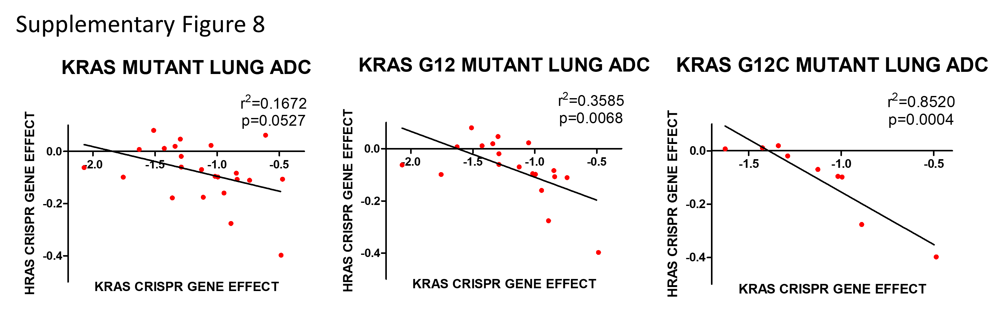 Supplementary Figure 8
KRAS MUTANT LUNG ADC
r²=0.1672
p=0.0527
HRAS CRISPR GENE EFFECT
0.0
-0.2
-0.4
-2.0
-1.5
-1.0
-0.5
KRAS CRISPR GENE EFFECT
KRAS G12 MUTANT LUNG ADC
r²=0.3585
p=0.0068
HRAS CRISPR GENE EFFECT
0.0
-0.2
-0.4
-2.0
-1.5
-1.0
-0.5
KRAS CRISPR GENE EFFECT
KRAS G12C MUTANT LUNG ADC
r²=0.8520
p=0.0004
HRAS CRISPR GENE EFFECT
0.0
-0.2
-0.4
-1.5
-1.0
-0.5
KRAS CRISPR GENE EFFECT